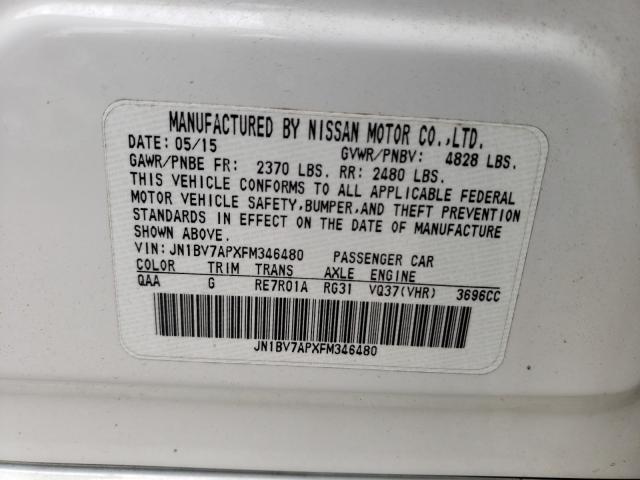 MANUFACTURED BY NISSAN MOTOR CO.,LTD.
DATE: 05/15 GVWR/PNBV: 4828 LBS.
GAWR/PNBE FR: 2370 LBS. RR: 2480 LBS.
THIS VEHICLE CONFORMS TO ALL APPLICABLE FEDERAL
MOTOR VEHICLE SAFETY,BUMPER,AND THEFT PREVENTION
STANDARDS IN EFFECT ON THE DATE OF MANUFACTURE
SHOWN ABOVE.
VIN: JN1BV7APXFM346480 PASSENGER CAR
COLOR TRIM TRANS AXLE ENGINE
QAA G RE7R01A RG31 VQ37(VHR) 3696CC
JN1BV7APXFM346480